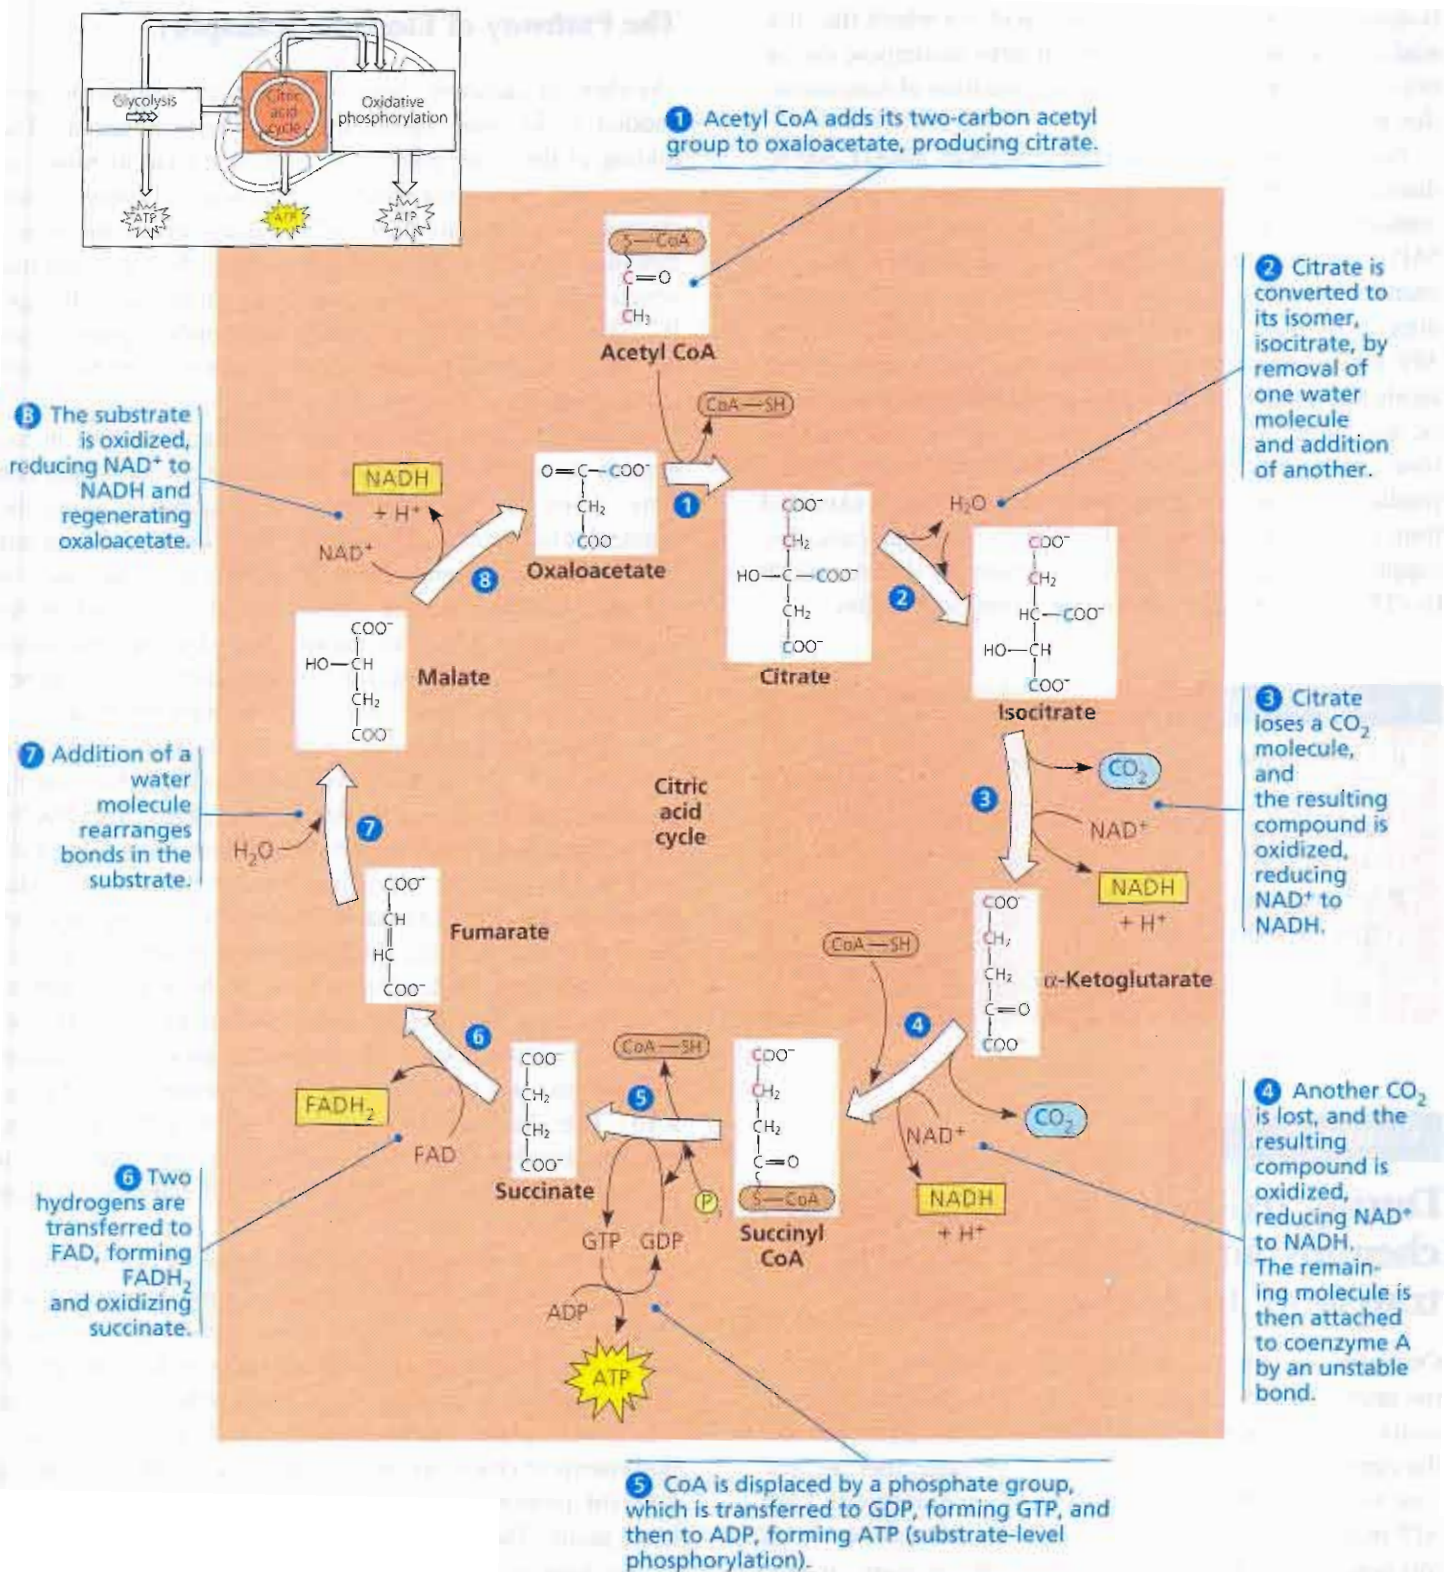 Glycolysis
Citric
acid
cycle
Oxidative
phosphorylation
ATP
ATP
ATP
1 Acetyl CoA adds its two-carbon acetyl
group to oxaloacetate, producing citrate.
S—CoA
C=O
CH₃
Acetyl CoA
CoA—SH
2 Citrate is
converted to
its isomer,
isocitrate, by
removal of
one water
molecule
and addition
of another.
8 The substrate
is oxidized,
reducing NAD⁺ to
NADH and
regenerating
oxaloacetate.
NADH
+ H⁺
NAD⁺
8
O=C—COO⁻
CH₂
COO⁻
Oxaloacetate
1
COO⁻
CH₂
HO—C—COO⁻
CH₂
COO⁻
Citrate
H₂O
2
COO⁻
CH₂
HC—COO⁻
HO—CH
COO⁻
Isocitrate
COO⁻
HO—CH
CH₂
COO⁻
Malate
3 Citrate
loses a CO₂
molecule,
and
the resulting
compound is
oxidized,
reducing
NAD⁺ to
NADH.
CO₂
3
NAD⁺
NADH
+ H⁺
7 Addition of a
water
molecule
rearranges
bonds in the
substrate.
H₂O
7
Citric
acid
cycle
COO⁻
CH
HC
COO⁻
Fumarate
CoA—SH
COO⁻
CH₂
CH₂
C=O
COO
α-Ketoglutarate
4
6
FADH₂
FAD
COO⁻
CH₂
CH₂
COO⁻
Succinate
CoA—SH
5
P i
GTP GDP
ADP
ATP
COO⁻
CH₂
CH₂
C=O
S—CoA
Succinyl
CoA
NAD⁺
CO₂
NADH
+ H⁺
4 Another CO₂
is lost, and the
resulting
compound is
oxidized,
reducing NAD⁺
to NADH.
The remain-
ing molecule is
then attached
to coenzyme A
by an unstable
bond.
6 Two
hydrogens are
transferred to
FAD, forming
FADH₂
and oxidizing
succinate.
5 CoA is displaced by a phosphate group,
which is transferred to GDP, forming GTP, and
then to ADP, forming ATP (substrate-level
phosphorylation).